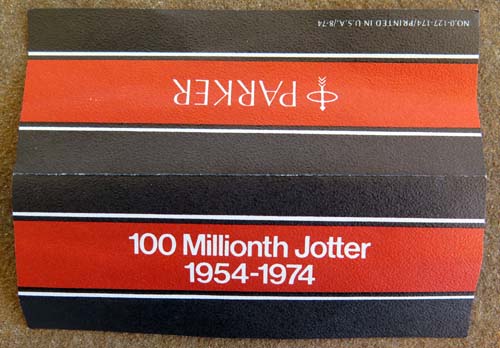 NO.0-127-174/PRINTED IN U.S.A./8-74
PARKER
100 Millionth Jotter
1954-1974